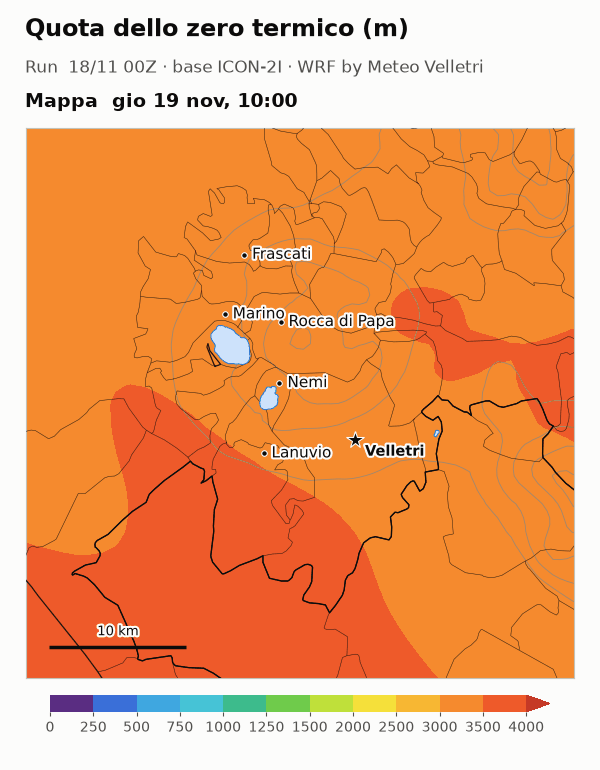 Quota dello zero termico (m)
Run 18/11 00Z · base ICON-2I · WRF by Meteo Velletri
Mappa gio 19 nov, 10:00
Frascati
Marino
Rocca di Papa
Nemi
Velletri
Lanuvio
10 km
0 250 500 750 1000 1250 1500 2000 2500 3000 3500 4000